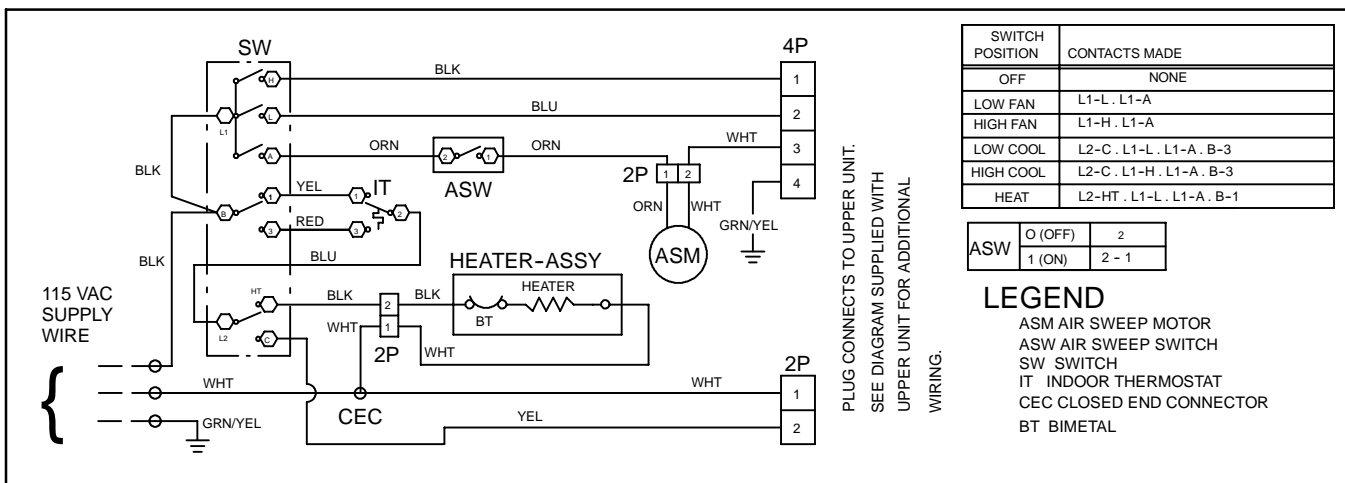 SW
4P
H
BLK
1
L1
L
BLU
2
A
ORN
2
1
ORN
WHT
3
ASW
2P
1
2
4
BLK
B
1
YEL
1
IT
2
3
RED
3
ORN
WHT
GRN/YEL
ASM
BLU
BLK
HEATER-ASSY
HEATER
BT
HT
BLK
2
BLK
L2
C
WHT
1
WHT
2P
115 VAC
SUPPLY
WIRE
{
WHT
CEC
WHT
2P
1
YEL
2
GRN/YEL
PLUG CONNECTS TO UPPER UNIT.
SEE DIAGRAM SUPPLIED WITH
UPPER UNIT FOR ADDITIONAL
WIRING.
SWITCH
POSITION CONTACTS MADE
OFF NONE
LOW FAN L1-L . L1-A
HIGH FAN L1-H . L1-A
LOW COOL L2-C . L1-L . L1-A . B-3
HIGH COOL L2-C . L1-H . L1-A . B-3
HEAT L2-HT . L1-L . L1-A . B-1
ASW O (OFF) 2
1 (ON) 2 - 1
LEGEND
ASM AIR SWEEP MOTOR
ASW AIR SWEEP SWITCH
SW SWITCH
IT INDOOR THERMOSTAT
CEC CLOSED END CONNECTOR
BT BIMETAL